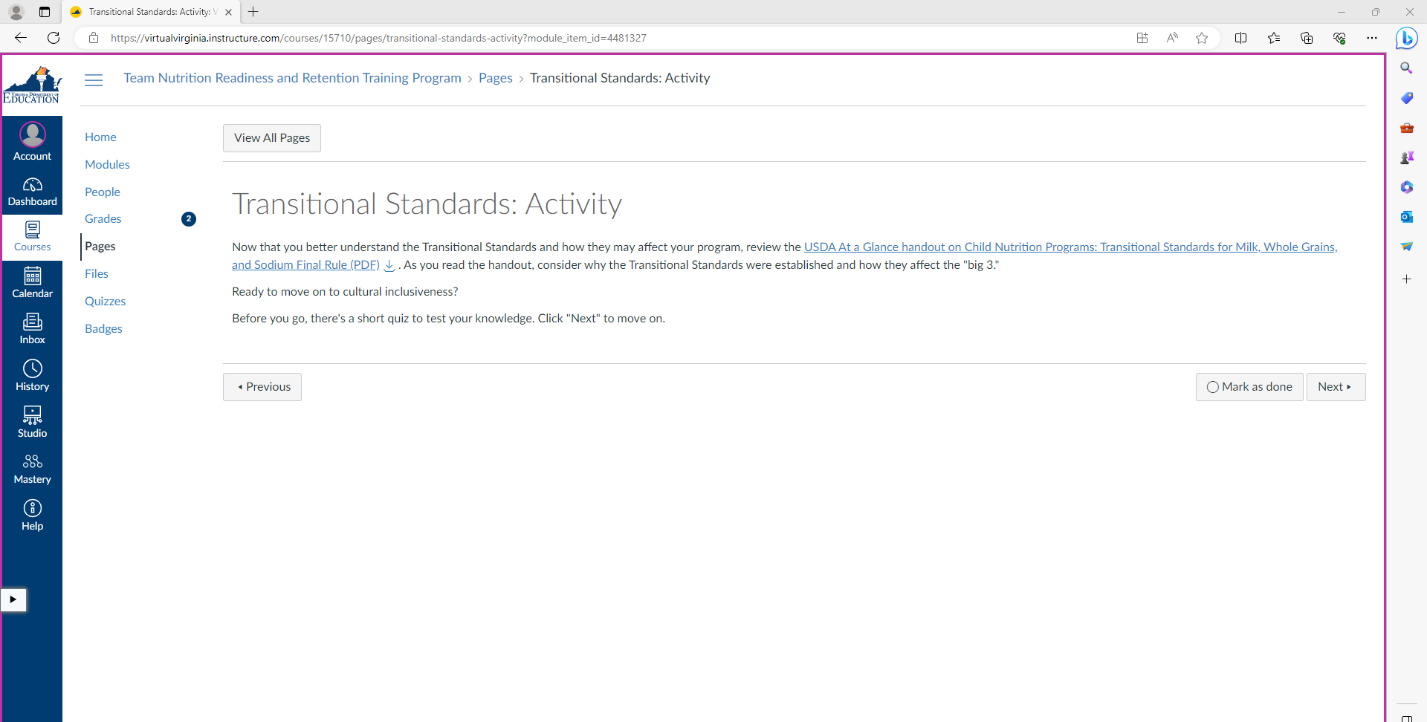 Transitional Standards: Activity: V
https://virtualvirginia.instructure.com/courses/15710/pages/transitional-standards-activity?module_item_id=4481327
VIRGINIA DEPARTMENT OF
EDUCATION
Team Nutrition Readiness and Retention Training Program › Pages › Transitional Standards: Activity
Account
Dashboard
Courses
Calendar
Inbox
History
Studio
Mastery
Help
Home
Modules
People
Grades 2
Pages
Files
Quizzes
Badges
View All Pages
Transitional Standards: Activity
Now that you better understand the Transitional Standards and how they may affect your program, review the USDA At a Glance handout on Child Nutrition Programs: Transitional Standards for Milk, Whole Grains,
and Sodium Final Rule (PDF) . As you read the handout, consider why the Transitional Standards were established and how they affect the "big 3."
Ready to move on to cultural inclusiveness?
Before you go, there's a short quiz to test your knowledge. Click "Next" to move on.
Previous
Mark as done
Next